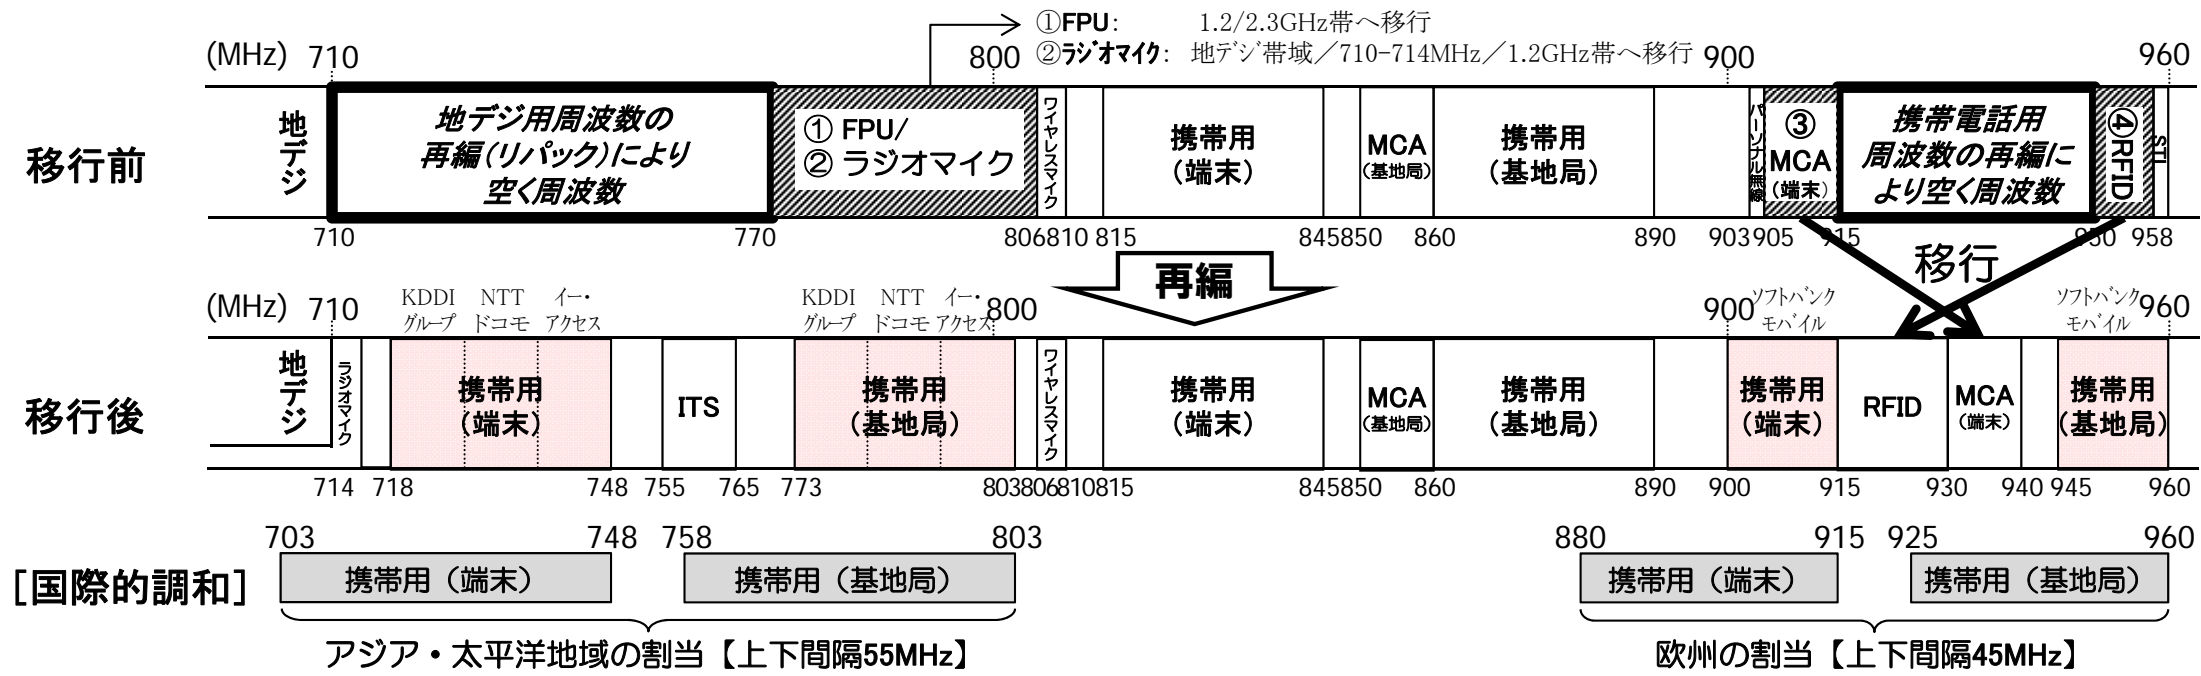 ①FPU： 1.2/2.3GHz帯へ移行
②ラジオマイク： 地デジ帯域／710-714MHz／1.2GHz帯へ移行
(MHz) 710 800 900 960
移行前
地デジ
地デジ用周波数の
再編（リパック）により
空く周波数
① FPU/
② ラジオマイク
ワイヤレスマイク
携帯用
(端末)
MCA
(基地局)
携帯用
(基地局)
パーソナル無線
③
MCA
(端末)
携帯電話用
周波数の再編に
より空く周波数
④RFID
STL
710 770 806 810 815 845 850 860 890 903 905 915 950 958
移行
再編
(MHz) 710 800 900 960
KDDI
グループ
NTT
ドコモ
イー・
アクセス
KDDI
グループ
NTT
ドコモ
イー・
アクセス
ソフトバンク
モバイル
ソフトバンク
モバイル
移行後
地デジ
ラジオマイク
携帯用
(端末)
ITS
携帯用
(基地局)
ワイヤレスマイク
携帯用
(端末)
MCA
(基地局)
携帯用
(基地局)
携帯用
(端末)
RFID
MCA
(端末)
携帯用
(基地局)
714 718 748 755 765 773 803 806 810 815 845 850 860 890 900 915 930 940 945 960
703 748 758 803 880 915 925 960
［国際的調和］
携帯用（端末）
携帯用（基地局）
携帯用（端末）
携帯用（基地局）
アジア・太平洋地域の割当【上下間隔55MHz】
欧州の割当【上下間隔45MHz】